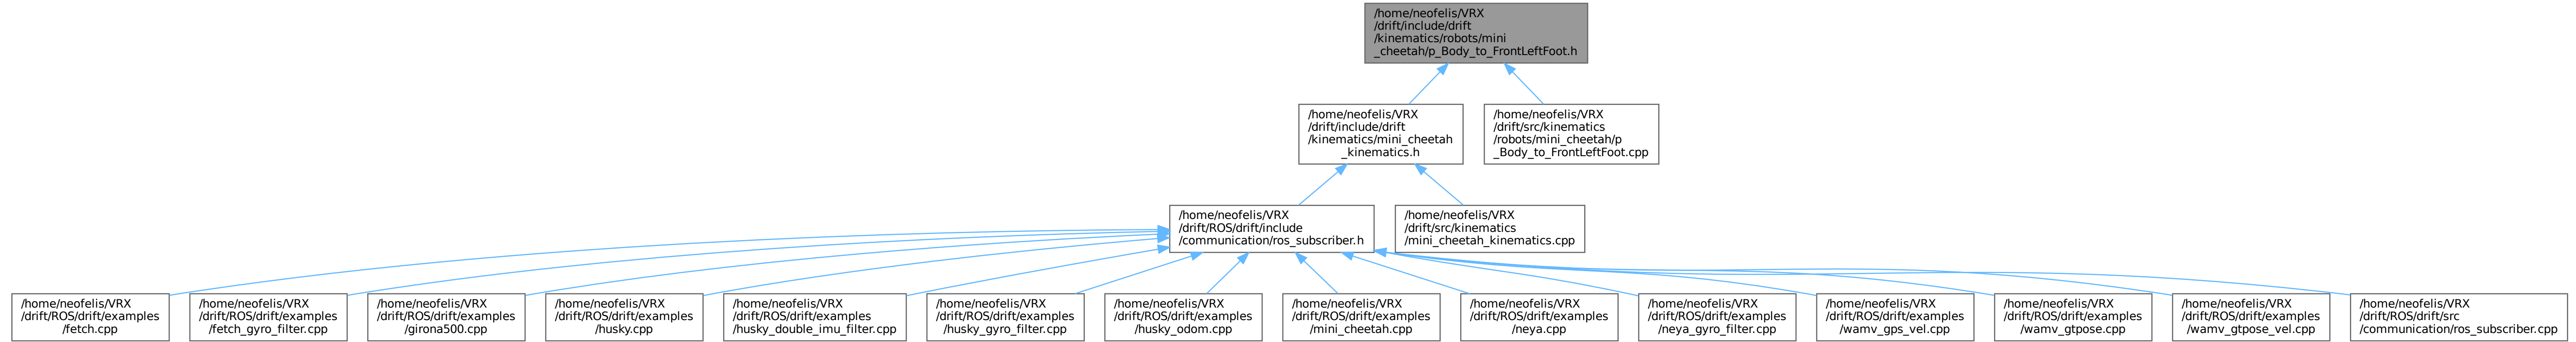 /home/neofelis/VRX
/drift/include/drift
/kinematics/robots/mini
_cheetah/p_Body_to_FrontLeftFoot.h
/home/neofelis/VRX
/drift/include/drift
/kinematics/mini_cheetah
_kinematics.h
/home/neofelis/VRX
/drift/src/kinematics
/robots/mini_cheetah/p
_Body_to_FrontLeftFoot.cpp
/home/neofelis/VRX
/drift/ROS/drift/include
/communication/ros_subscriber.h
/home/neofelis/VRX
/drift/src/kinematics
/mini_cheetah_kinematics.cpp
/home/neofelis/VRX
/drift/ROS/drift/examples
/fetch.cpp
/home/neofelis/VRX
/drift/ROS/drift/examples
/fetch_gyro_filter.cpp
/home/neofelis/VRX
/drift/ROS/drift/examples
/girona500.cpp
/home/neofelis/VRX
/drift/ROS/drift/examples
/husky.cpp
/home/neofelis/VRX
/drift/ROS/drift/examples
/husky_double_imu_filter.cpp
/home/neofelis/VRX
/drift/ROS/drift/examples
/husky_gyro_filter.cpp
/home/neofelis/VRX
/drift/ROS/drift/examples
/husky_odom.cpp
/home/neofelis/VRX
/drift/ROS/drift/examples
/mini_cheetah.cpp
/home/neofelis/VRX
/drift/ROS/drift/examples
/neya.cpp
/home/neofelis/VRX
/drift/ROS/drift/examples
/neya_gyro_filter.cpp
/home/neofelis/VRX
/drift/ROS/drift/examples
/wamv_gps_vel.cpp
/home/neofelis/VRX
/drift/ROS/drift/examples
/wamv_gtpose.cpp
/home/neofelis/VRX
/drift/ROS/drift/examples
/wamv_gtpose_vel.cpp
/home/neofelis/VRX
/drift/ROS/drift/src
/communication/ros_subscriber.cpp